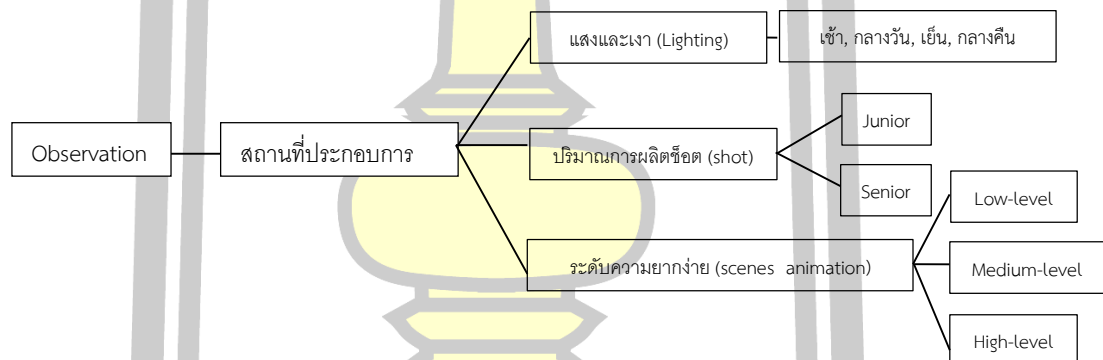 แสงและเงา (Lighting)
เช้า, กลางวัน, เย็น, กลางคืน
Observation
สถานที่ประกอบการ
ปริมาณการผลิตช็อต (shot)
Junior
Senior
ระดับความยากง่าย (scenes animation)
Low-level
Medium-level
High-level